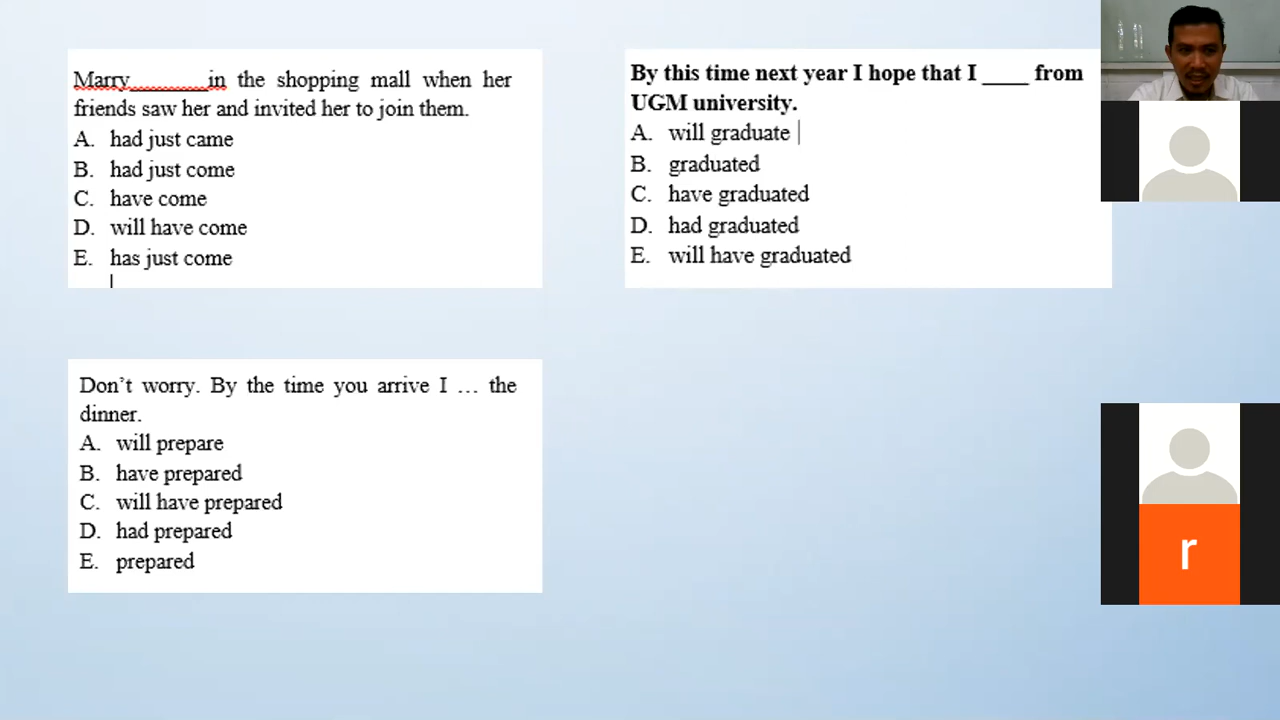 Marry________in the shopping mall when her
friends saw her and invited her to join them.
A. had just came
B. had just come
C. have come
D. will have come
E. has just come
By this time next year I hope that I ____ from
UGM university.
A. will graduate
B. graduated
C. have graduated
D. had graduated
E. will have graduated
Don’t worry. By the time you arrive I … the
dinner.
A. will prepare
B. have prepared
C. will have prepared
D. had prepared
E. prepared
r